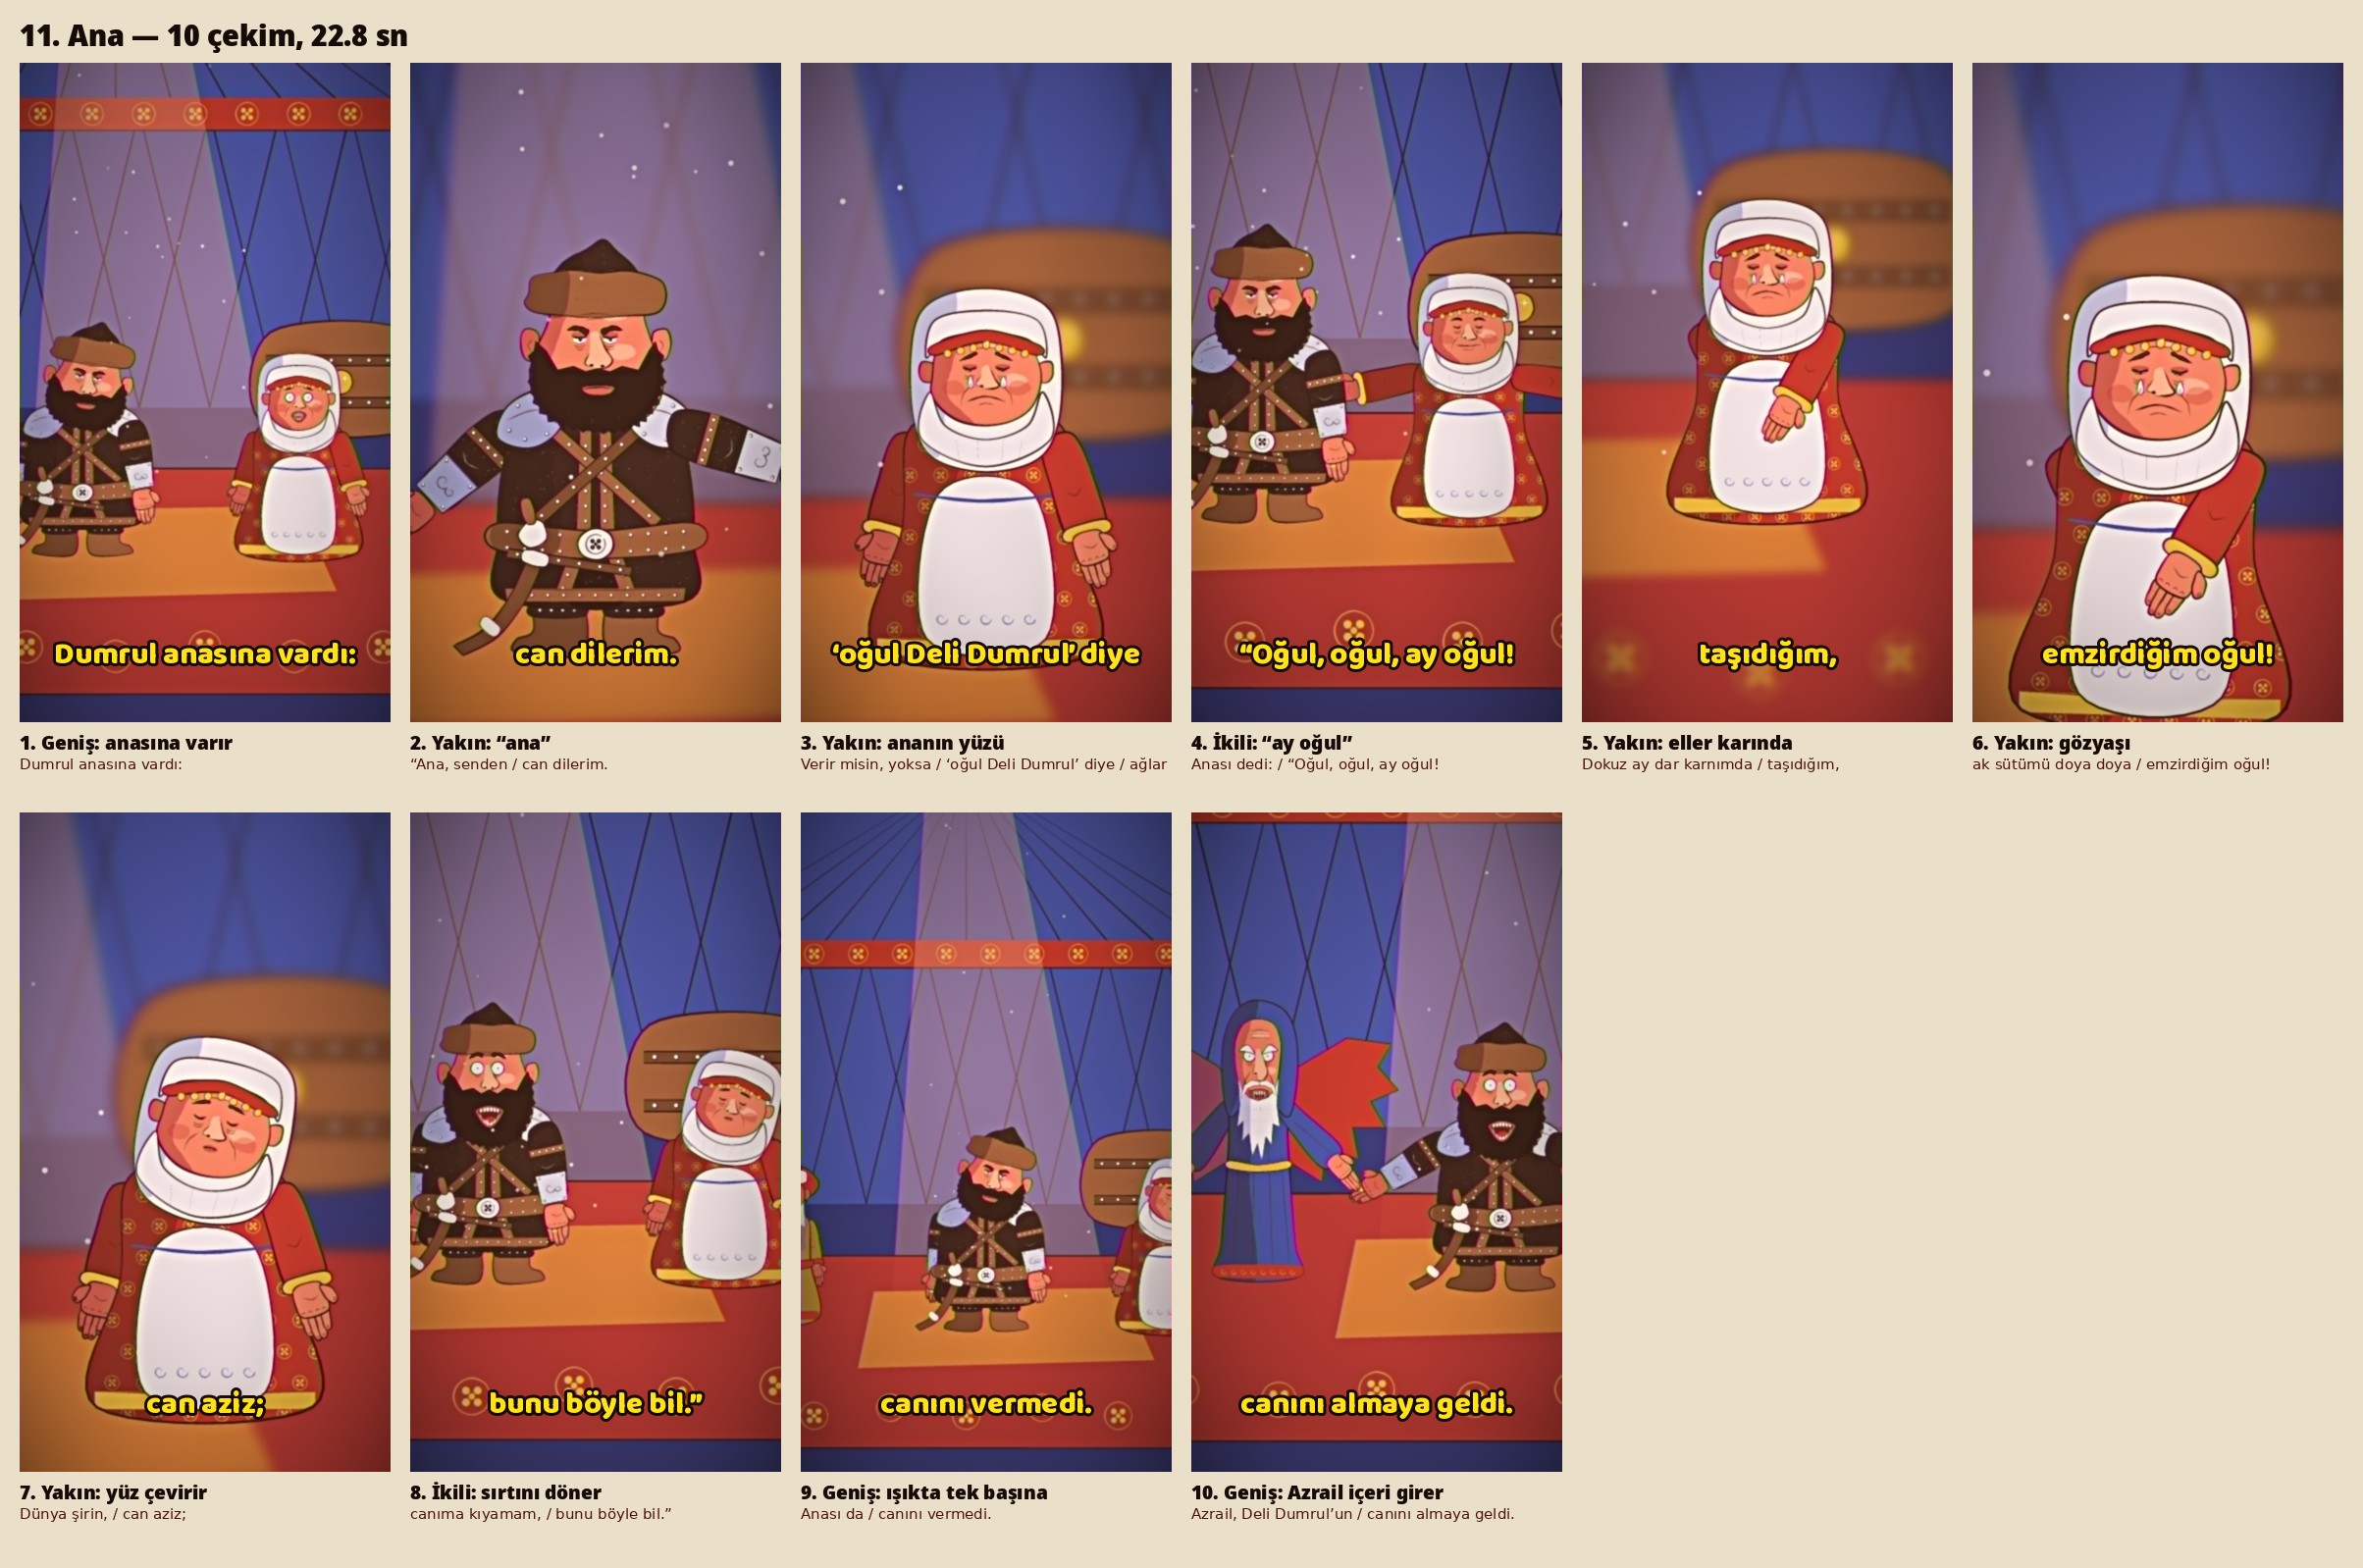 11. Ana — 10 çekim, 22.8 sn
Dumrul anasına vardı:
can dilerim.
‘oğul Deli Dumrul’ diye
“Oğul, oğul, ay oğul!
taşıdığım,
emzirdiğim oğul!
1. Geniş: anasına varır
Dumrul anasına vardı:
2. Yakın: “ana”
“Ana, senden / can dilerim.
3. Yakın: ananın yüzü
Verir misin, yoksa / ‘oğul Deli Dumrul’ diye / ağlar
4. İkili: “ay oğul”
Anası dedi: / “Oğul, oğul, ay oğul!
5. Yakın: eller karında
Dokuz ay dar karnımda / taşıdığım,
6. Yakın: gözyaşı
ak sütümü doya doya / emzirdiğim oğul!
can aziz;
bunu böyle bil.”
canını vermedi.
canını almaya geldi.
7. Yakın: yüz çevirir
Dünya şirin, / can aziz;
8. İkili: sırtını döner
canıma kıyamam, / bunu böyle bil.”
9. Geniş: ışıkta tek başına
Anası da / canını vermedi.
10. Geniş: Azrail içeri girer
Azrail, Deli Dumrul’un / canını almaya geldi.